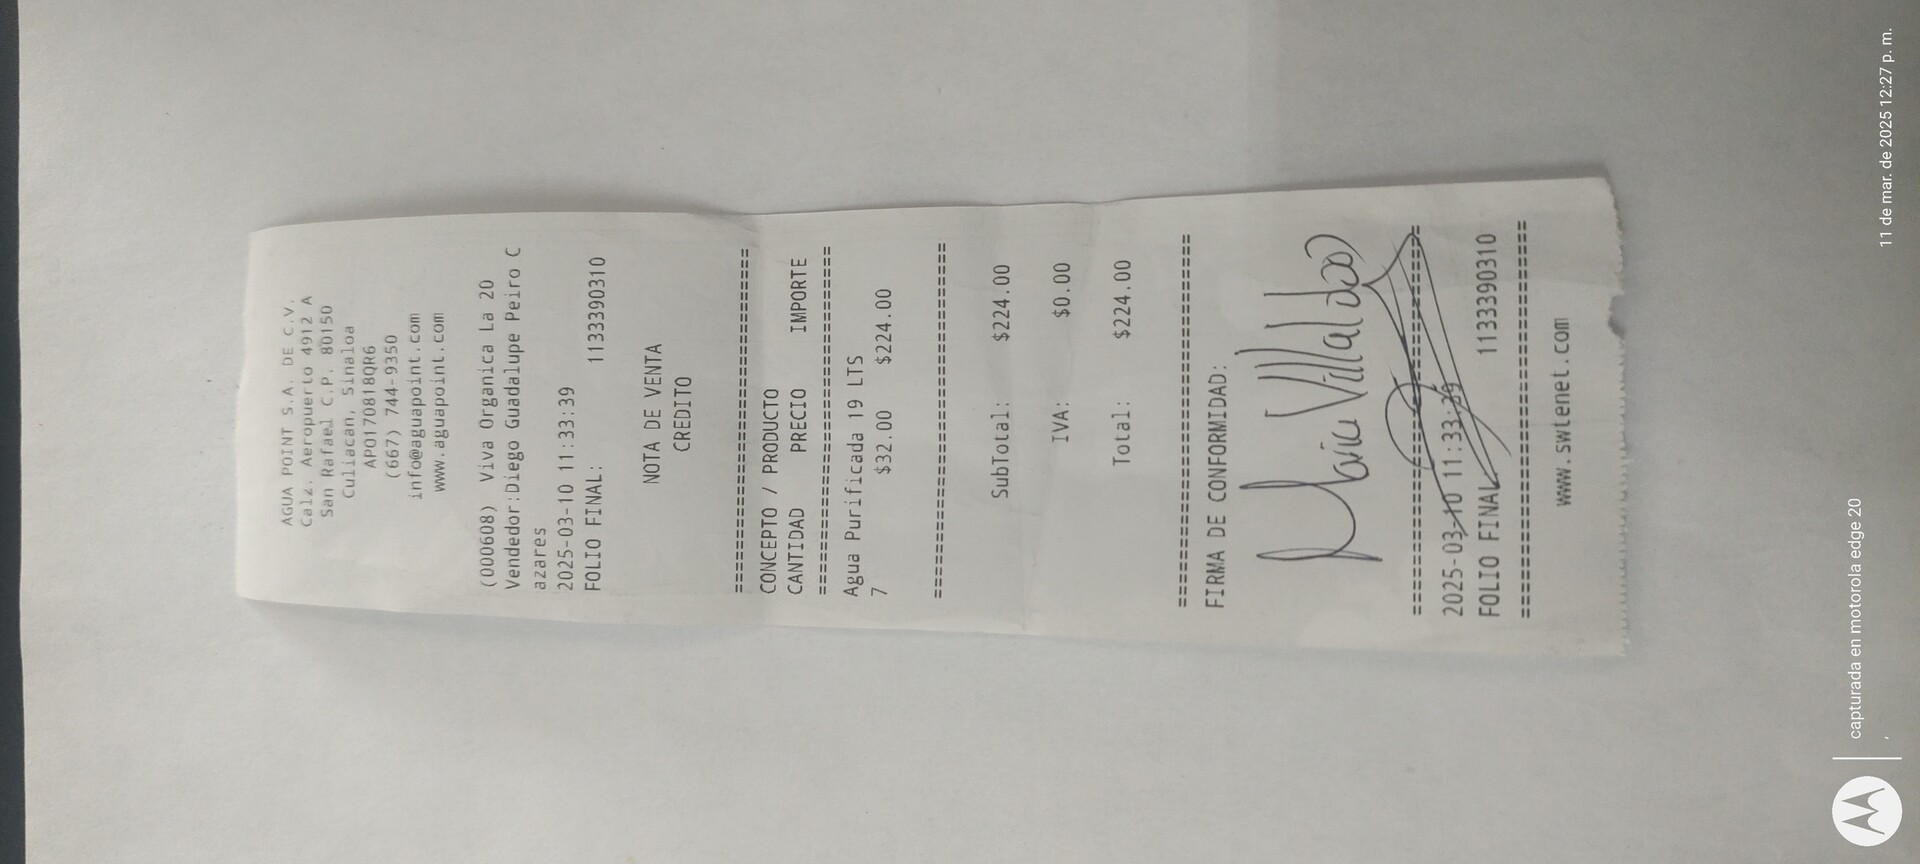 AGUA POINT S.A. DE C.V.
Calz. Aeropuerto 4912 A
San Rafael C.P. 80150
Culiacan, Sinaloa
APO170818QR6
(667) 744-9350
info@aguapoint.com
www.aguapoint.com
(000608) Viva Organica La 20
Vendedor:Diego Guadalupe Peiro C
azares
2025-03-10 11:33:39
FOLIO FINAL: 1133390310
NOTA DE VENTA
CREDITO
================================
CONCEPTO / PRODUCTO
CANTIDAD PRECIO IMPORTE
================================
Agua Purificada 19 LTS
7 $32.00 $224.00
================================
SubTotal: $224.00
IVA: $0.00
Total: $224.00
================================
FIRMA DE CONFORMIDAD:
Maria Villaldo
================================
2025-03-10 11:33:39
FOLIO FINAL 1133390310
================================
www.swtenet.com
capturada en motorola edge 20
11 de mar. de 2025 12:27 p. m.